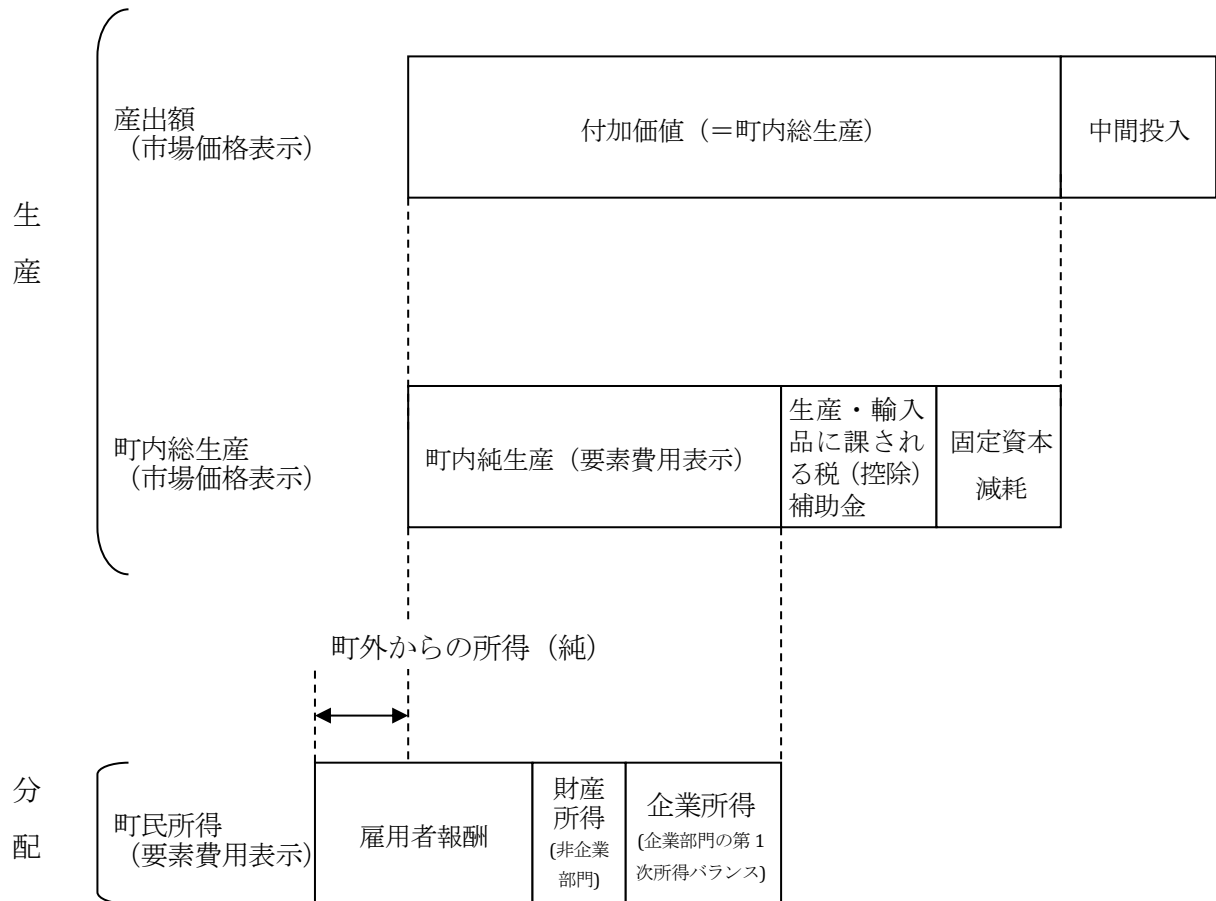 生
産
産出額
（市場価格表示）
付加価値（＝町内総生産）
中間投入
町内総生産
（市場価格表示）
町内純生産（要素費用表示）
生産・輸入
品に課され
る税（控除）
補助金
固定資本
減耗
町外からの所得（純）
分
配
町民所得
（要素費用表示）
雇用者報酬
財産
所得
(非企業
部門)
企業所得
(企業部門の第1
次所得バランス)